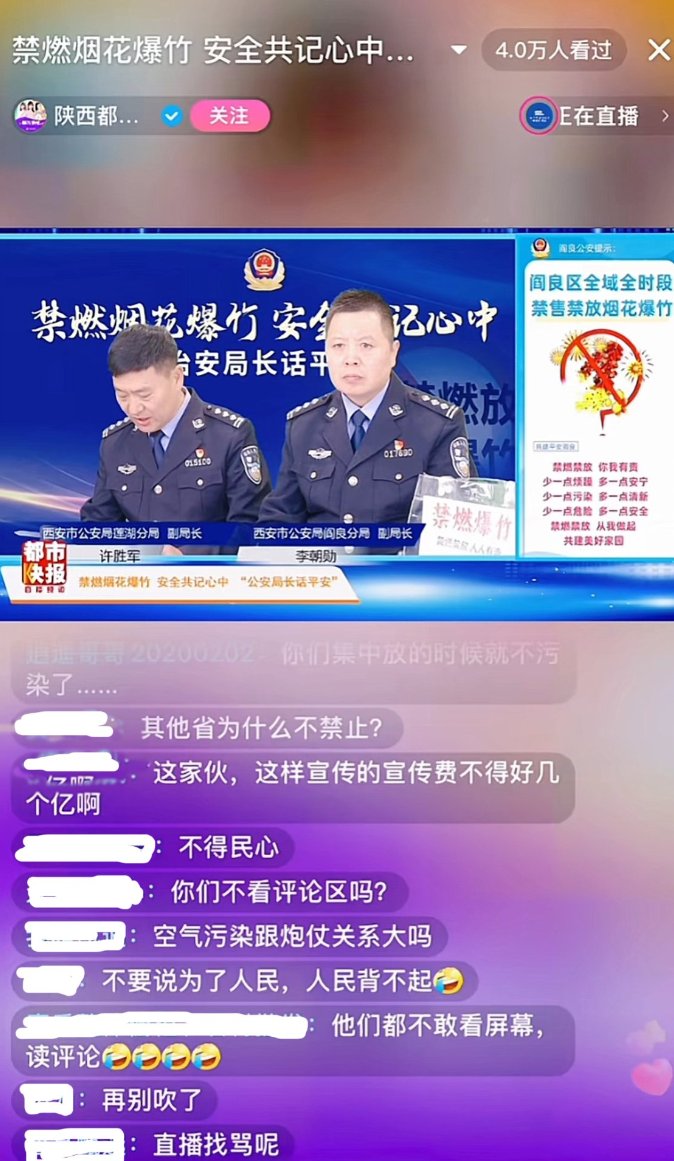 禁燃烟花爆竹 安全共记心中...
4.0万人看过
陕西都...
关注
E在直播
禁燃烟花爆竹 安全 记心中
治安局长话平
禁燃放
阎良公安提示:
阎良区全域全时段
禁售禁放烟花爆竹
共建平安阎良
禁燃禁放 你我有责
少一点烦躁 多一点安宁
少一点污染 多一点清新
少一点危险 多一点安全
禁燃禁放 从我做起
共建美好家园
015100
017690
禁燃爆竹
西安市公安局莲湖分局 副局长
许胜军
西安市公安局阎良分局 副局长
李朝勋
都市
快报
禁燃烟花爆竹 安全共记心中 “公安局长话平安”
20200202
你们集中放的时候就不污
染了......
其他省为什么不禁止?
这家伙，这样宣传的宣传费不得好几
个亿啊
: 不得民心
: 你们不看评论区吗?
: 空气污染跟炮仗关系大吗
: 不要说为了人民，人民背不起🤣
: 他们都不敢看屏幕，
读评论🤣🤣🤣🤣
: 再别吹了
: 直播找骂呢